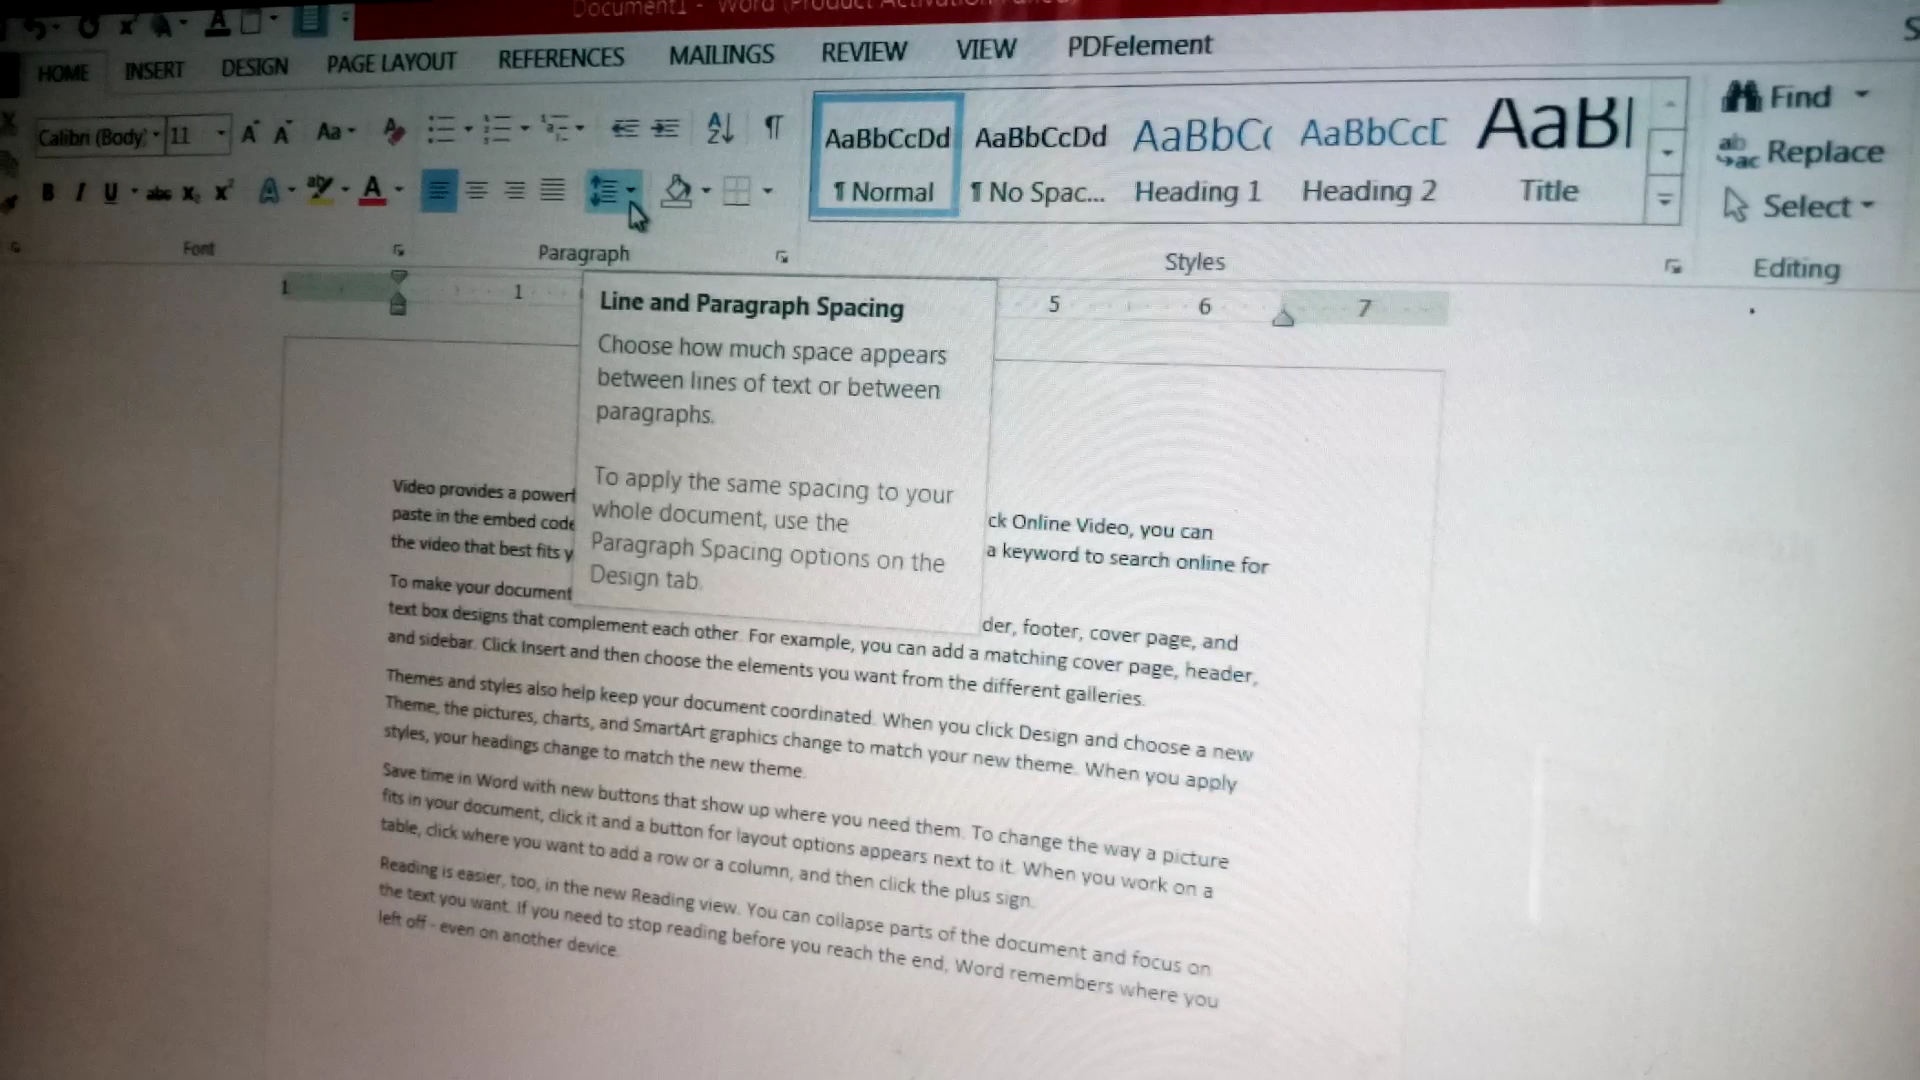 Document1 - Word (Product Activation Failed)
HOME INSERT DESIGN PAGE LAYOUT REFERENCES MAILINGS REVIEW VIEW PDFelement
Calibri (Body) 11 Aa
AaBbCcDd AaBbCcDd AaBbC AaBbCc AaB
Find
Replace
Select
B I U abc X₂ X² A aby A
¶ Normal ¶ No Spac... Heading 1 Heading 2 Title
Font Paragraph Styles Editing
1 1 5 6 7
Line and Paragraph Spacing
Choose how much space appears
between lines of text or between
paragraphs.
To apply the same spacing to your
whole document, use the
Paragraph Spacing options on the
Design tab.
Video provides a powerf
paste in the embed code ck Online Video, you can
the video that best fits y a keyword to search online for
To make your document der, footer, cover page, and
text box designs that complement each other. For example, you can add a matching cover page, header,
and sidebar. Click Insert and then choose the elements you want from the different galleries.
Themes and styles also help keep your document coordinated. When you click Design and choose a new
Theme, the pictures, charts, and SmartArt graphics change to match your new theme. When you apply
styles, your headings change to match the new theme.
Save time in Word with new buttons that show up where you need them. To change the way a picture
fits in your document, click it and a button for layout options appears next to it. When you work on a
table, click where you want to add a row or a column, and then click the plus sign.
Reading is easier, too, in the new Reading view. You can collapse parts of the document and focus on
the text you want. If you need to stop reading before you reach the end, Word remembers where you
left off - even on another device.